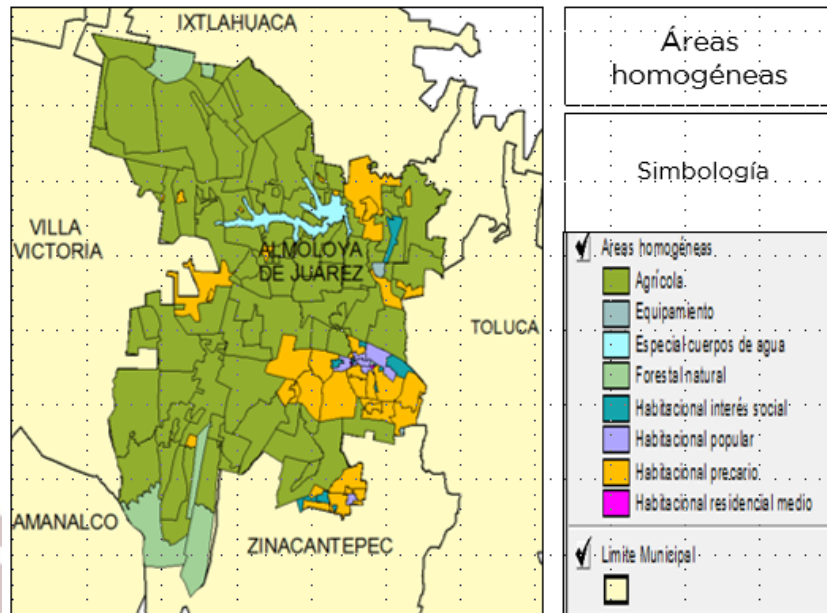 IXTLAHUACA
VILLA
VICTORIA
ALMOLOYA
DE JUÁREZ
TOLUCA
AMANALCO
ZINACANTEPEC
Áreas
homogéneas
Simbología
Areas homogéneas
Agrícola
Equipamiento
Especial cuerpos de agua
Forestal natural
Habitacional interés social
Habitacional popular
Habitacional precario
Habitacional residencial medio
Limite Municipal